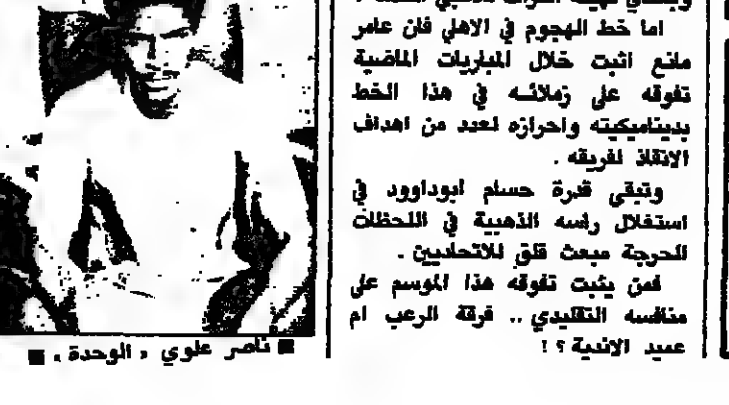 اما خط الهجوم في الاهلي فان عامر
مانع اثبت خلال المباريات الماضية
تفوقه على زملائه في هذا الخط
بديناميكيته واحرازه لعدد من اهداف
الانقاذ لفريقه .
وتبقى قدرة حسام ابوداوود في
استغلال رأسه الذهبية في اللحظات
الحرجة مبعث قلق للاتحاديين .
فمن يثبت تفوقه هذا الموسم على
منافسه التقليدي .. فرقة الرعب ام
عميد الاندية ؟ !
■ ناصر علوي « الوحدة » ■